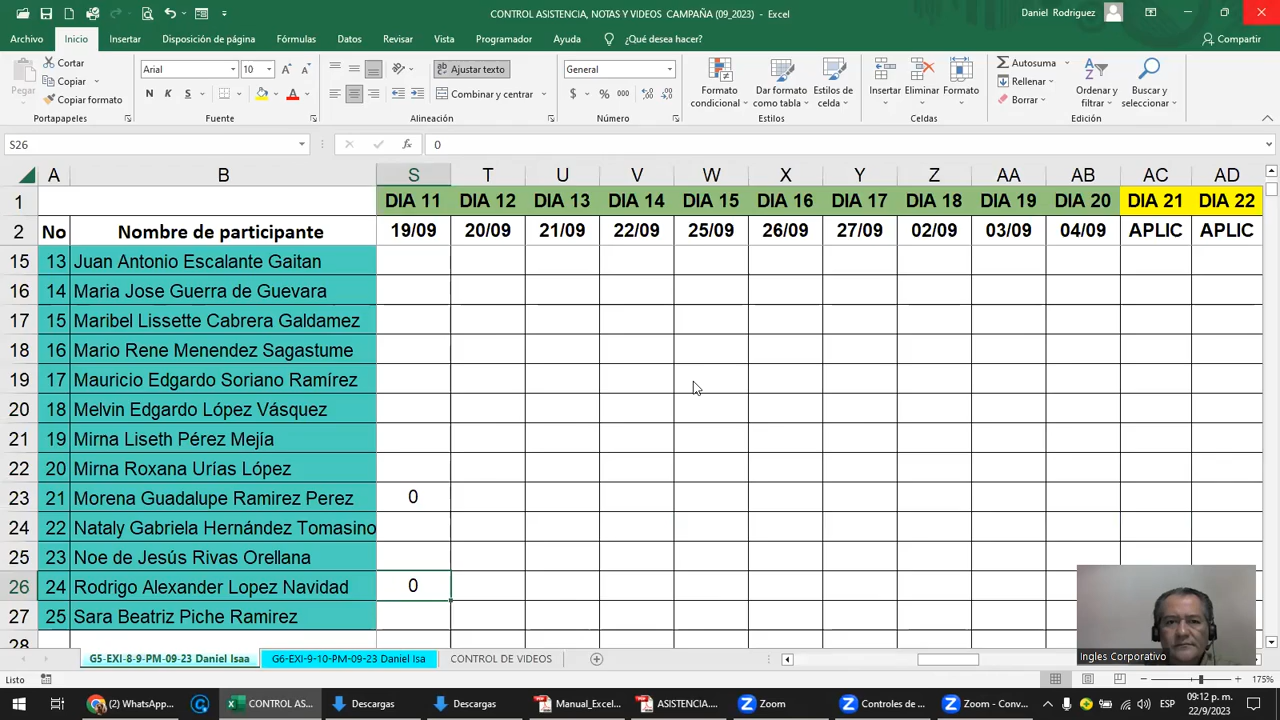 CONTROL ASISTENCIA, NOTAS Y VIDEOS CAMPAÑA (09_2023) - Excel
Daniel Rodriguez
Archivo Inicio Insertar Disposición de página Fórmulas Datos Revisar Vista Programador Ayuda ¿Qué desea hacer? Compartir
Pegar
Cortar
Copiar
Copiar formato
Portapapeles
Arial 10
N K S
Fuente
Ajustar texto
Combinar y centrar
Alineación
General
$ % 000
Número
Formato condicional
Dar formato como tabla
Estilos de celda
Estilos
Insertar Eliminar Formato
Celdas
Autosuma
Rellenar
Borrar
Ordenar y filtrar
Buscar y seleccionar
Edición
S26 fx 0
A B S T U V W X Y Z AA AB AC AD
1 DIA 11 DIA 12 DIA 13 DIA 14 DIA 15 DIA 16 DIA 17 DIA 18 DIA 19 DIA 20 DIA 21 DIA 22
2 No Nombre de participante 19/09 20/09 21/09 22/09 25/09 26/09 27/09 02/09 03/09 04/09 APLIC APLIC
15 13 Juan Antonio Escalante Gaitan
16 14 Maria Jose Guerra de Guevara
17 15 Maribel Lissette Cabrera Galdamez
18 16 Mario Rene Menendez Sagastume
19 17 Mauricio Edgardo Soriano Ramírez
20 18 Melvin Edgardo López Vásquez
21 19 Mirna Liseth Pérez Mejía
22 20 Mirna Roxana Urías López
23 21 Morena Guadalupe Ramirez Perez 0
24 22 Nataly Gabriela Hernández Tomasino
25 23 Noe de Jesús Rivas Orellana
26 24 Rodrigo Alexander Lopez Navidad 0
27 25 Sara Beatriz Piche Ramirez
28
Ingles Corporativo
G5-EXI-8-9-PM-09-23 Daniel Isaa G6-EXI-9-10-PM-09-23 Daniel Isa CONTROL DE VIDEOS
Listo 175%
(2) WhatsApp... CONTROL AS... Descargas Descargas Manual_Excel... ASISTENCIA.... Zoom Controles de ... Zoom - Conv... ESP
09:12 p. m.
22/9/2023